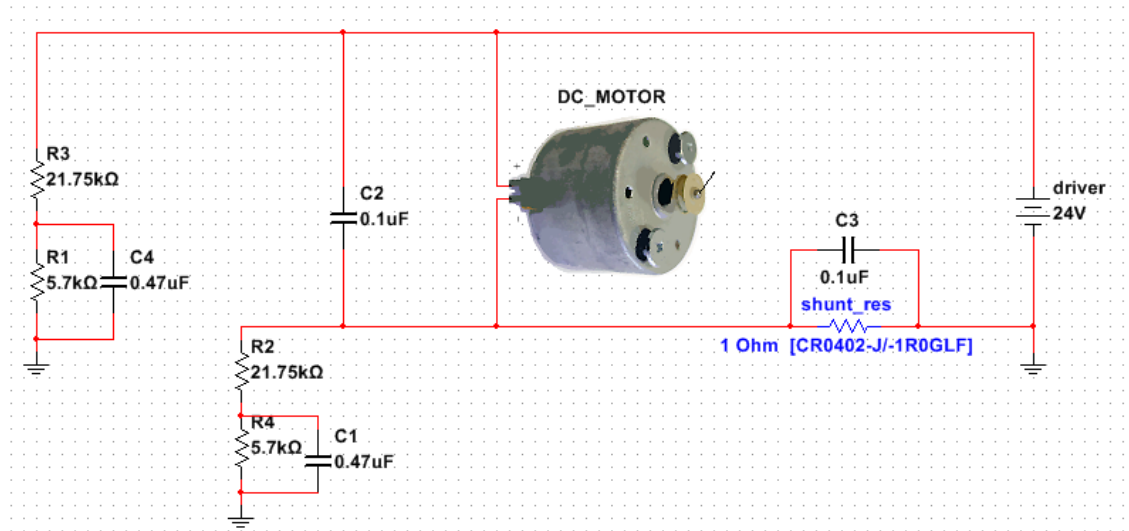 DC_MOTOR
R3
21.75kΩ
C2
0.1uF
driver
24V
R1
5.7kΩ
C4
0.47uF
C3
0.1uF
shunt_res
1 Ohm [CR0402-J/-1R0GLF]
R2
21.75kΩ
R4
5.7kΩ
C1
0.47uF